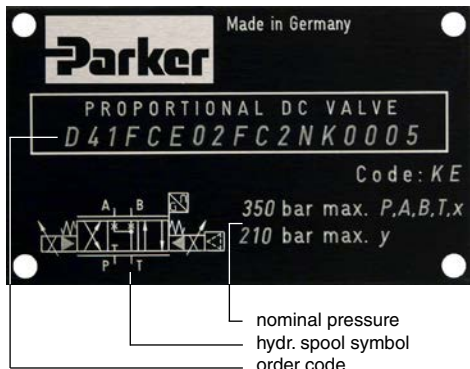 Parker
Made in Germany
PROPORTIONAL DC VALVE
D41FCE02FC2NK0005
Code: KE
350 bar max. P,A,B,T,x
210 bar max. y
A B
P T
nominal pressure
hydr. spool symbol
order code